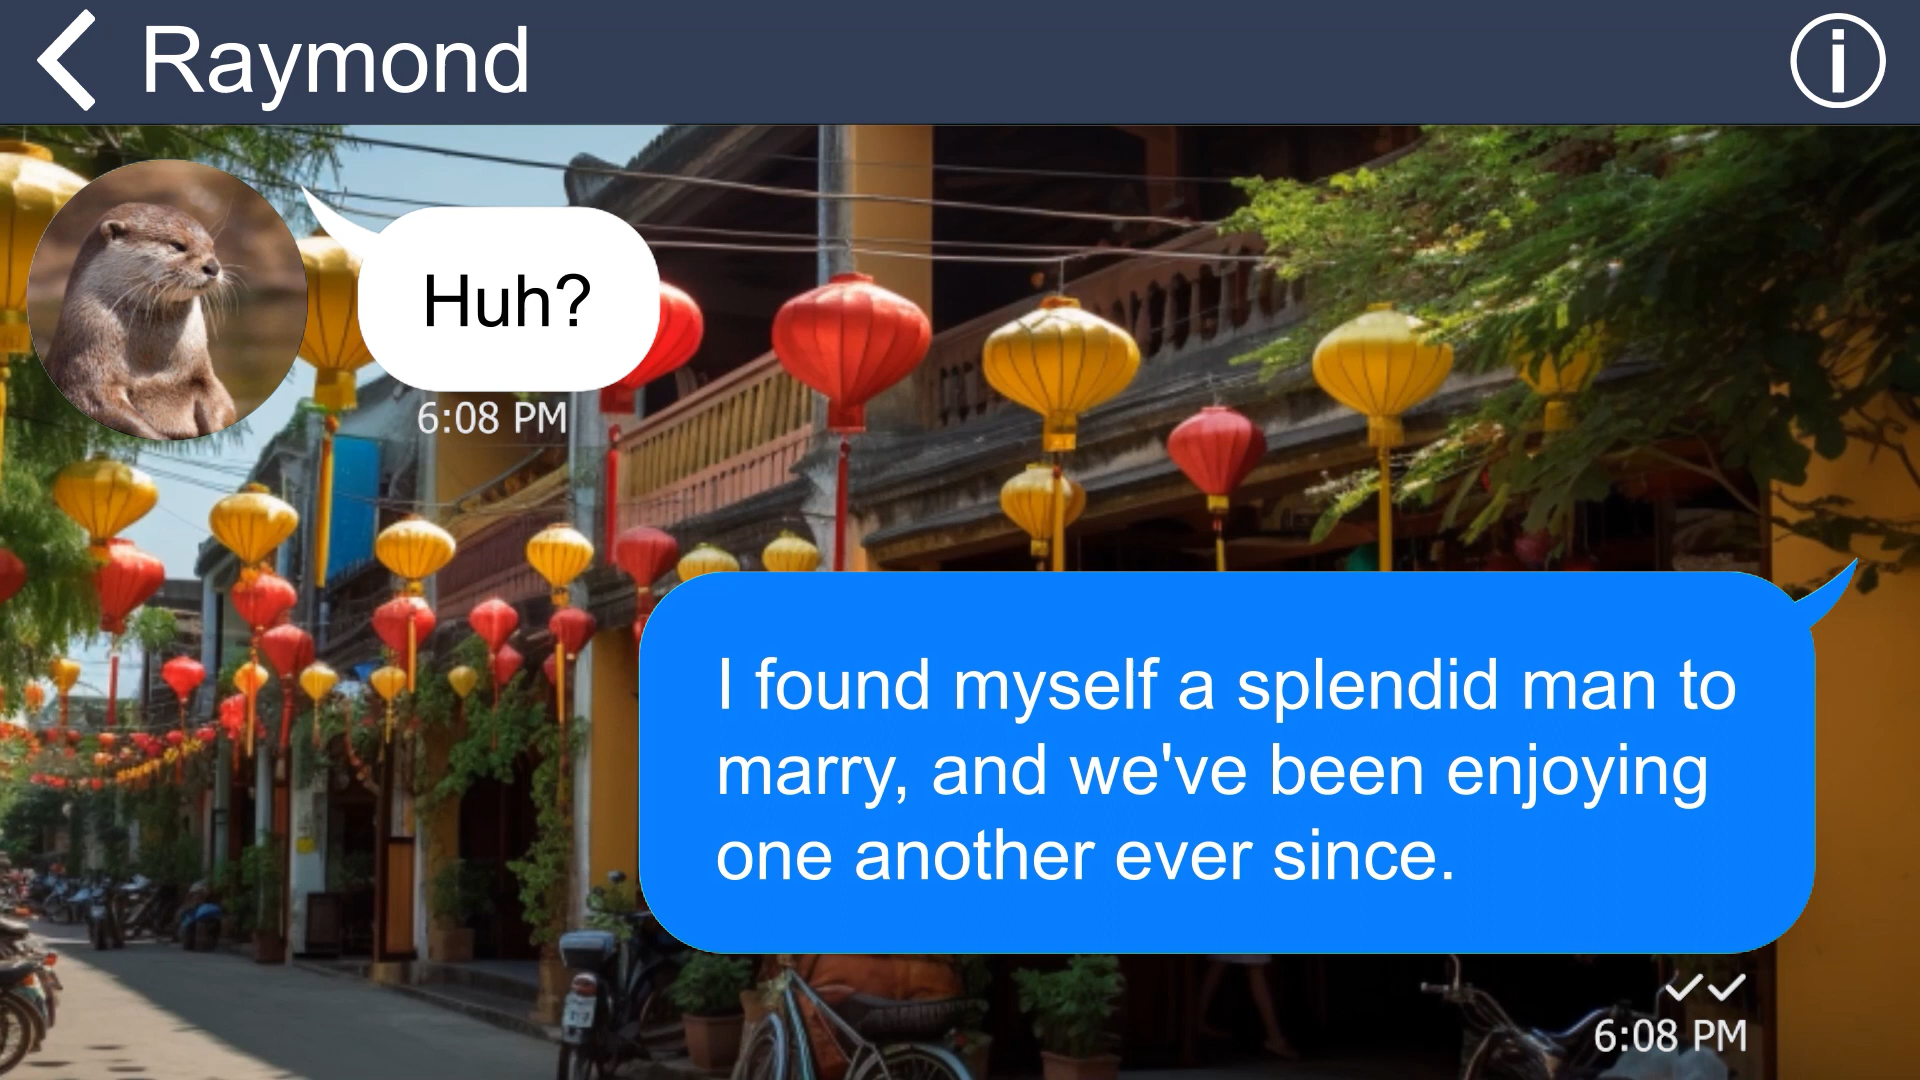 Raymond
Huh?
6:08 PM
I found myself a splendid man to
marry, and we've been enjoying
one another ever since.
6:08 PM